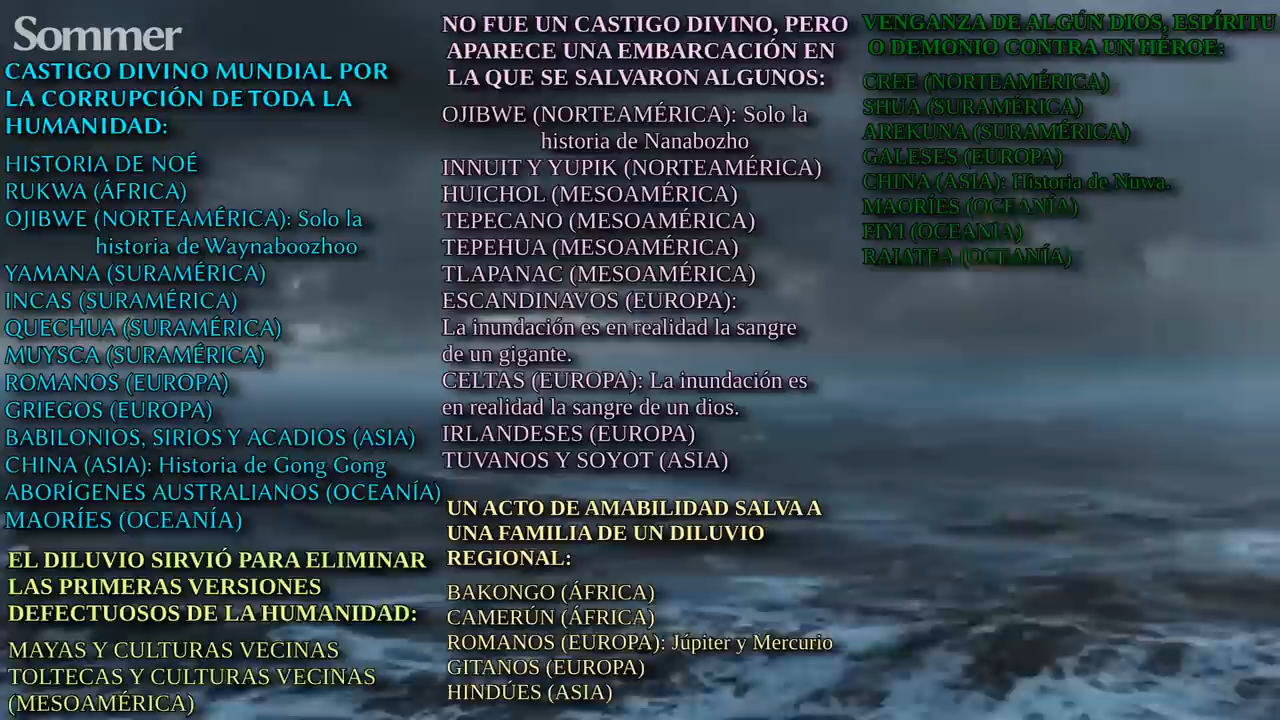 Sommer
CASTIGO DIVINO MUNDIAL POR
LA CORRUPCIÓN DE TODA LA
HUMANIDAD:
HISTORIA DE NOÉ
RUKWA (ÁFRICA)
OJIBWE (NORTEAMÉRICA): Solo la
historia de Waynaboozhoo
YAMANA (SURAMÉRICA)
INCAS (SURAMÉRICA)
QUECHUA (SURAMÉRICA)
MUYSCA (SURAMÉRICA)
ROMANOS (EUROPA)
GRIEGOS (EUROPA)
BABILONIOS, SIRIOS Y ACADIOS (ASIA)
CHINA (ASIA): Historia de Gong Gong
ABORÍGENES AUSTRALIANOS (OCEANÍA)
MAORÍES (OCEANÍA)
EL DILUVIO SIRVIÓ PARA ELIMINAR
LAS PRIMERAS VERSIONES
DEFECTUOSOS DE LA HUMANIDAD:
MAYAS Y CULTURAS VECINAS
TOLTECAS Y CULTURAS VECINAS
(MESOAMÉRICA)
NO FUE UN CASTIGO DIVINO, PERO
APARECE UNA EMBARCACIÓN EN
LA QUE SE SALVARON ALGUNOS:
OJIBWE (NORTEAMÉRICA): Solo la
historia de Nanabozho
INNUIT Y YUPIK (NORTEAMÉRICA)
HUICHOL (MESOAMÉRICA)
TEPECANO (MESOAMÉRICA)
TEPEHUA (MESOAMÉRICA)
TLAPANAC (MESOAMÉRICA)
ESCANDINAVOS (EUROPA):
La inundación es en realidad la sangre
de un gigante.
CELTAS (EUROPA): La inundación es
en realidad la sangre de un dios.
IRLANDESES (EUROPA)
TUVANOS Y SOYOT (ASIA)
UN ACTO DE AMABILIDAD SALVA A
UNA FAMILIA DE UN DILUVIO
REGIONAL:
BAKONGO (ÁFRICA)
CAMERÚN (ÁFRICA)
ROMANOS (EUROPA): Júpiter y Mercurio
GITANOS (EUROPA)
HINDÚES (ASIA)
VENGANZA DE ALGÚN DIOS, ESPÍRITU
O DEMONIO CONTRA UN HÉROE:
CREE (NORTEAMÉRICA)
SHUA (SURAMÉRICA)
AREKUNA (SURAMÉRICA)
GALESES (EUROPA)
CHINA (ASIA): Historia de Nuwa.
MAORÍES (OCEANÍA)
FIYI (OCEANÍA)
RAIATEA (OCEANÍA)